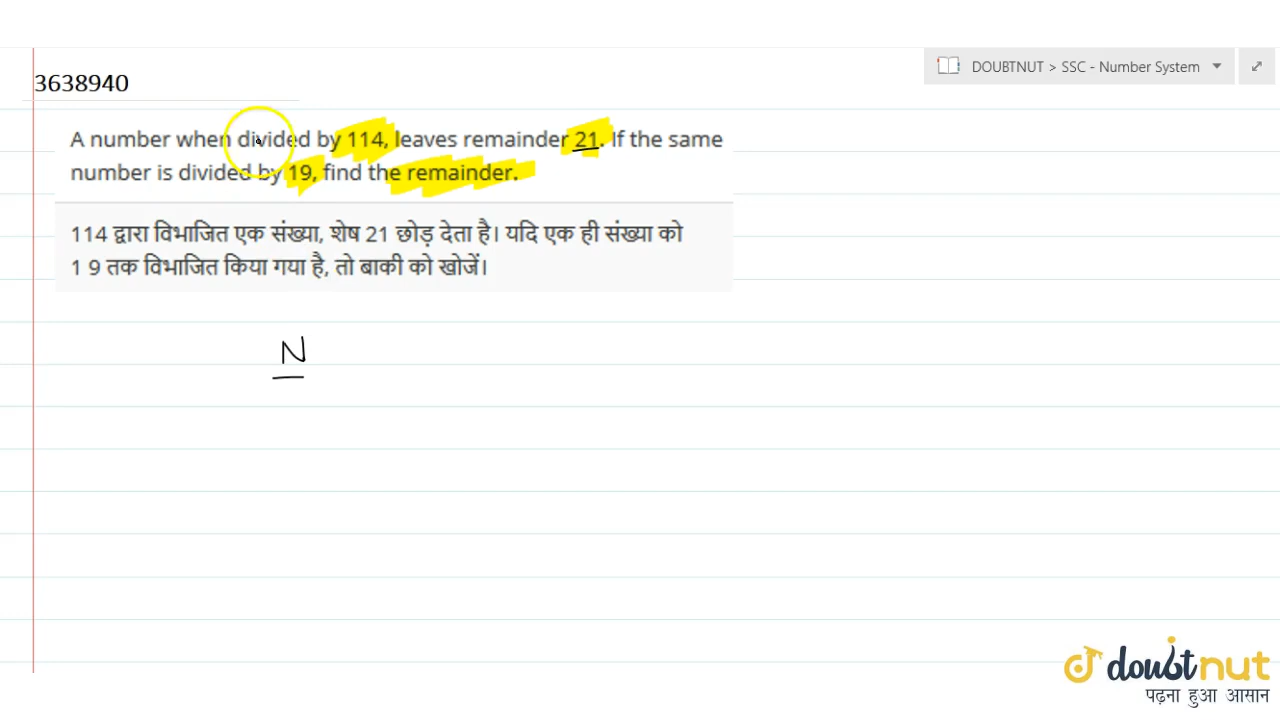 3638940
DOUBTNUT > SSC - Number System
A number when divided by 114, leaves remainder 21. If the same
number is divided by 19, find the remainder.
114 द्वारा विभाजित एक संख्या, शेष 21 छोड़ देता है। यदि एक ही संख्या को
1 9 तक विभाजित किया गया है, तो बाकी को खोजें।
N
doubtnut
पढ़ना हुआ आसान